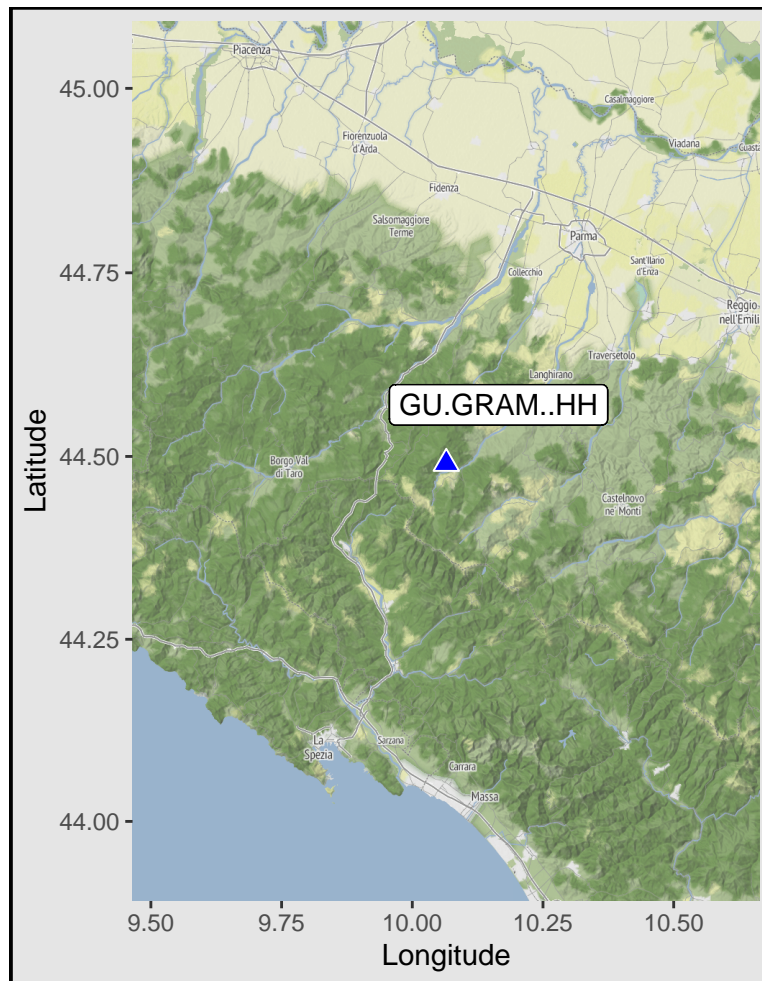 Piacenza
45.00
Casalmaggiore
Fiorenzuola
d'Arda
Viadana
Guasta
Fidenza
Salsomaggiore
Terme
Parma
44.75
Collecchio
Sant'Ilario
d'Enza
Reggio
nell'Emili
Traversetolo
Langhirano
GU.GRAM..HH
Latitude
44.50
Borgo Val
di Taro
Castelnovo
ne' Monti
44.25
La
Spezia
Sarzana
Carrara
Massa
44.00
9.50
9.75
10.00
10.25
10.50
Longitude